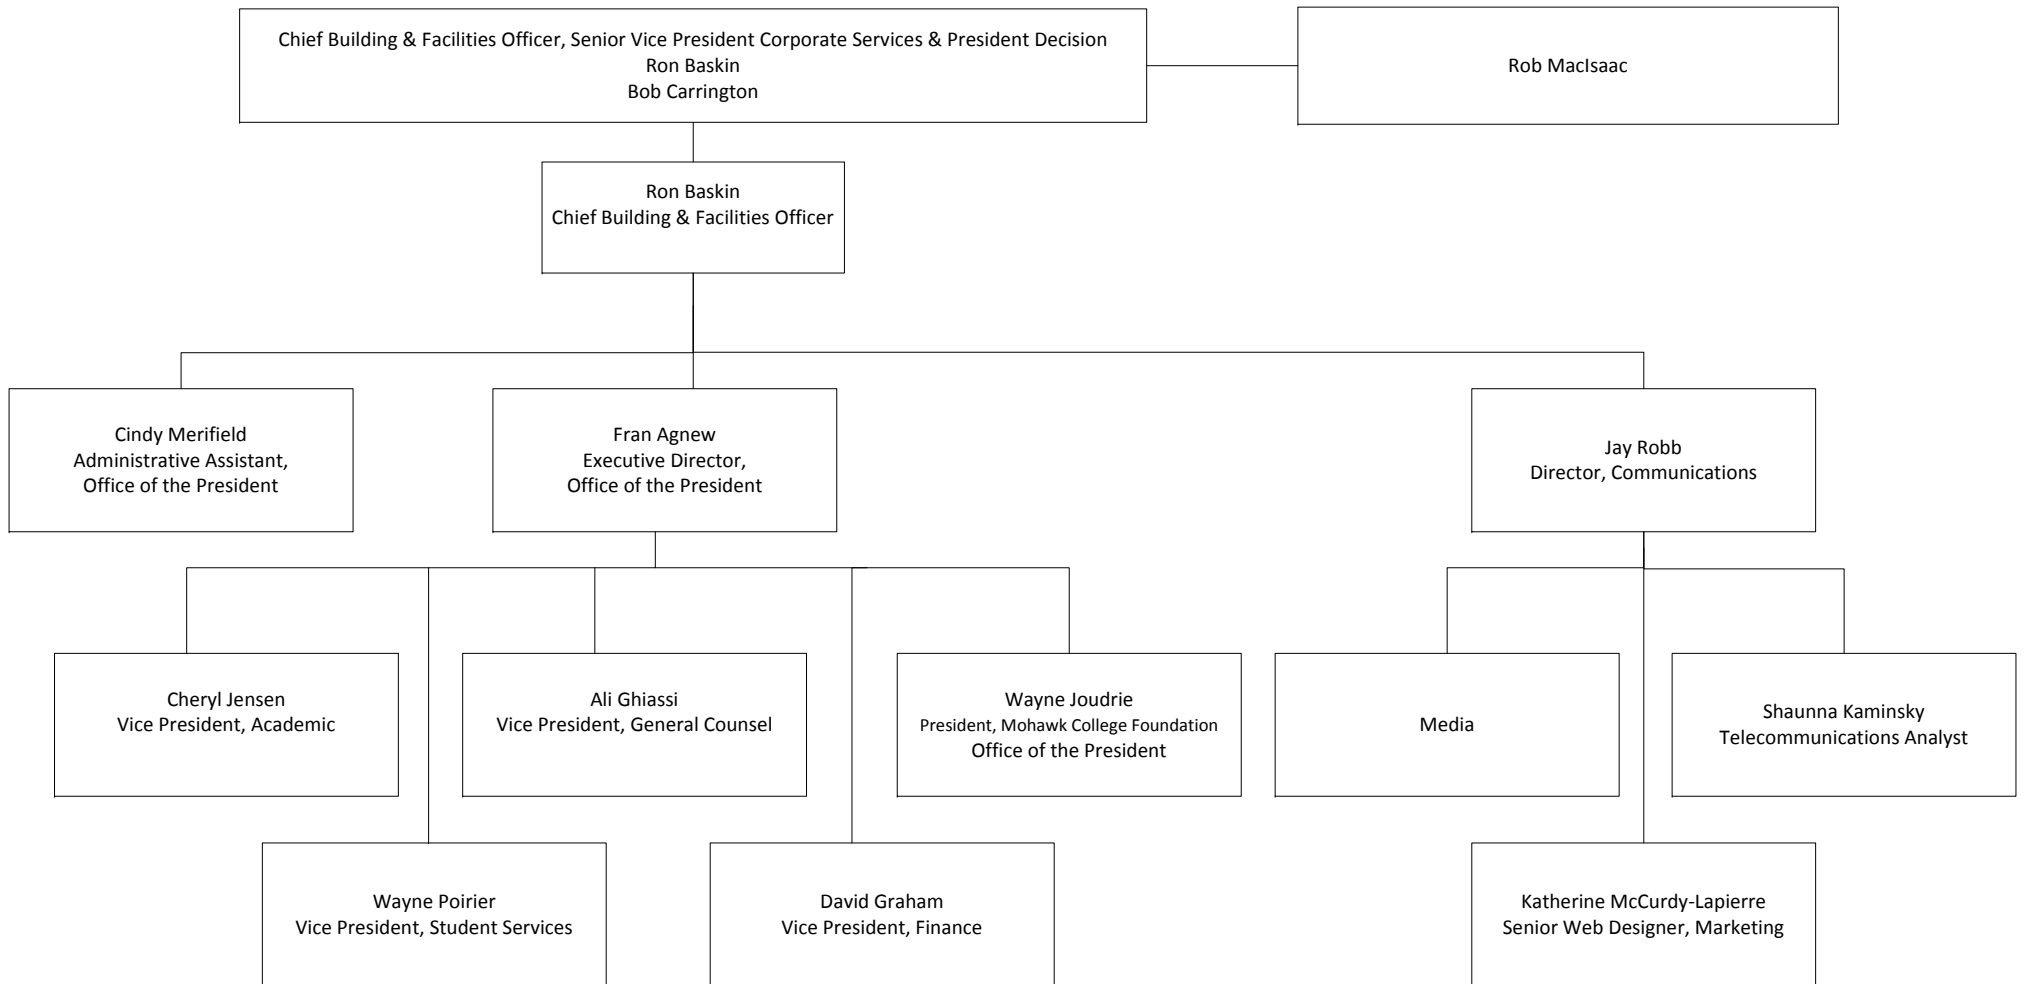 Chief Building & Facilities Officer, Senior Vice President Corporate Services & President Decision
Ron Baskin
Bob Carrington
Rob MacIsaac
Ron Baskin
Chief Building & Facilities Officer
Cindy Merifield
Administrative Assistant,
Office of the President
Fran Agnew
Executive Director,
Office of the President
Jay Robb
Director, Communications
Cheryl Jensen
Vice President, Academic
Ali Ghiassi
Vice President, General Counsel
Wayne Joudrie
President, Mohawk College Foundation
Office of the President
Media
Shaunna Kaminsky
Telecommunications Analyst
Wayne Poirier
Vice President, Student Services
David Graham
Vice President, Finance
Katherine McCurdy-Lapierre
Senior Web Designer, Marketing